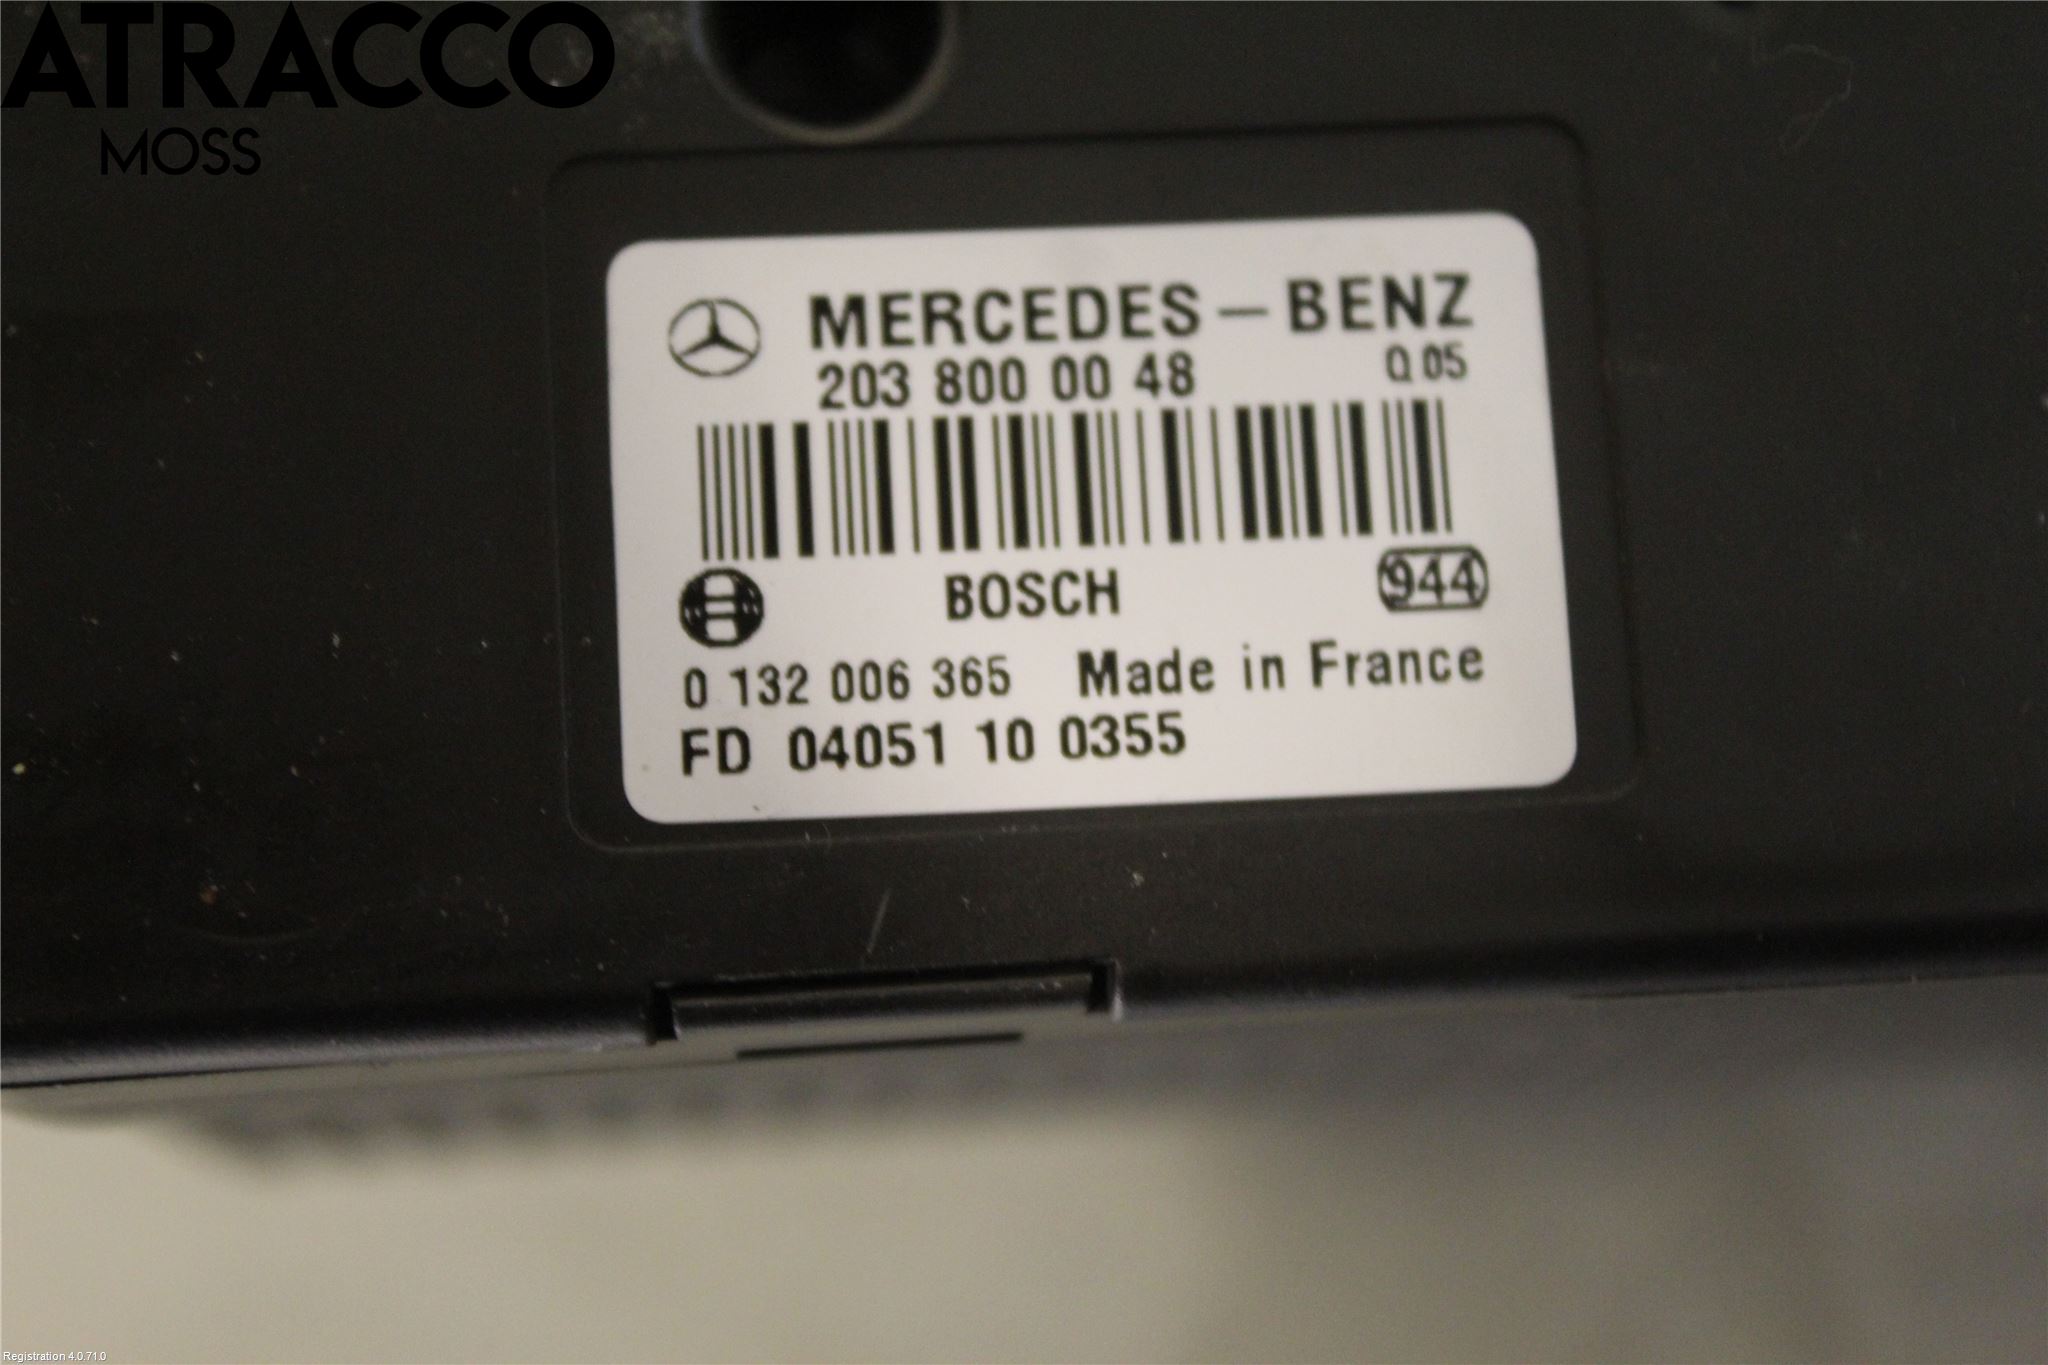 ATRACCO
MOSS
MERCEDES-BENZ
203 800 00 48 Q 05
BOSCH 944
0 132 006 365 Made in France
FD 04051 10 0355
Registration 4.0.71.0